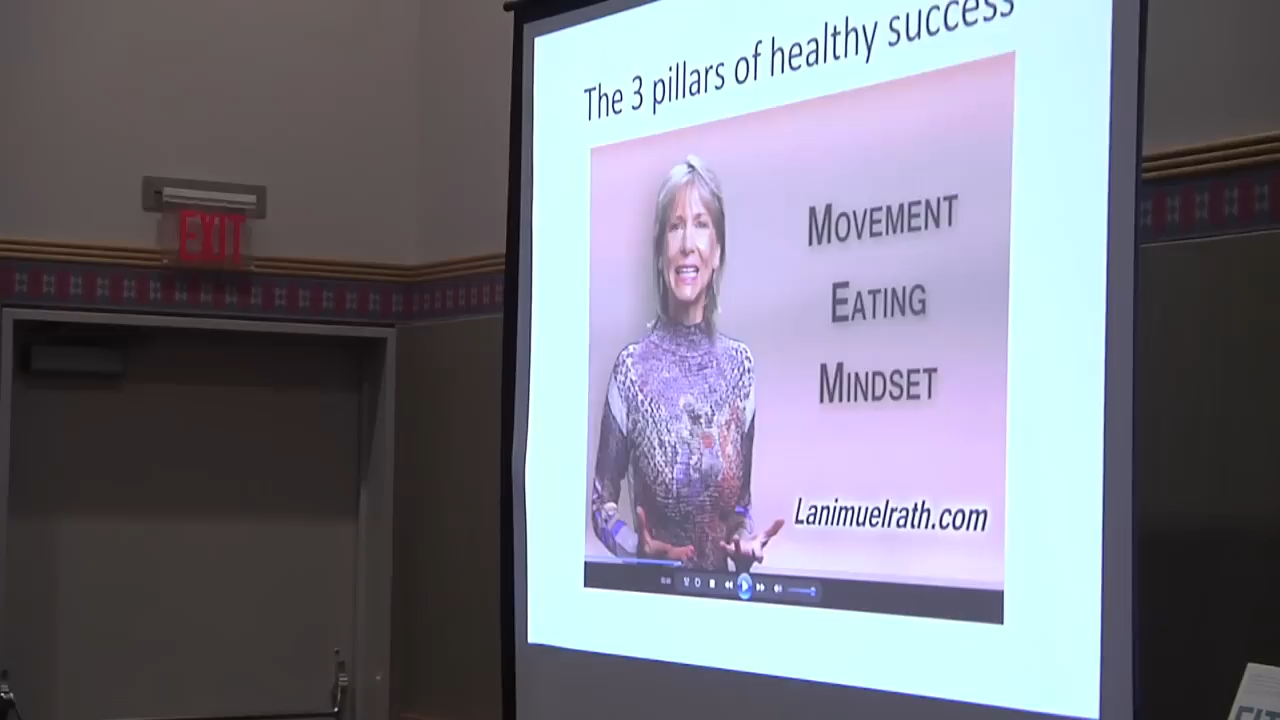 The 3 pillars of healthy success
EXIT
MOVEMENT
EATING
MINDSET
Lanimuelrath.com